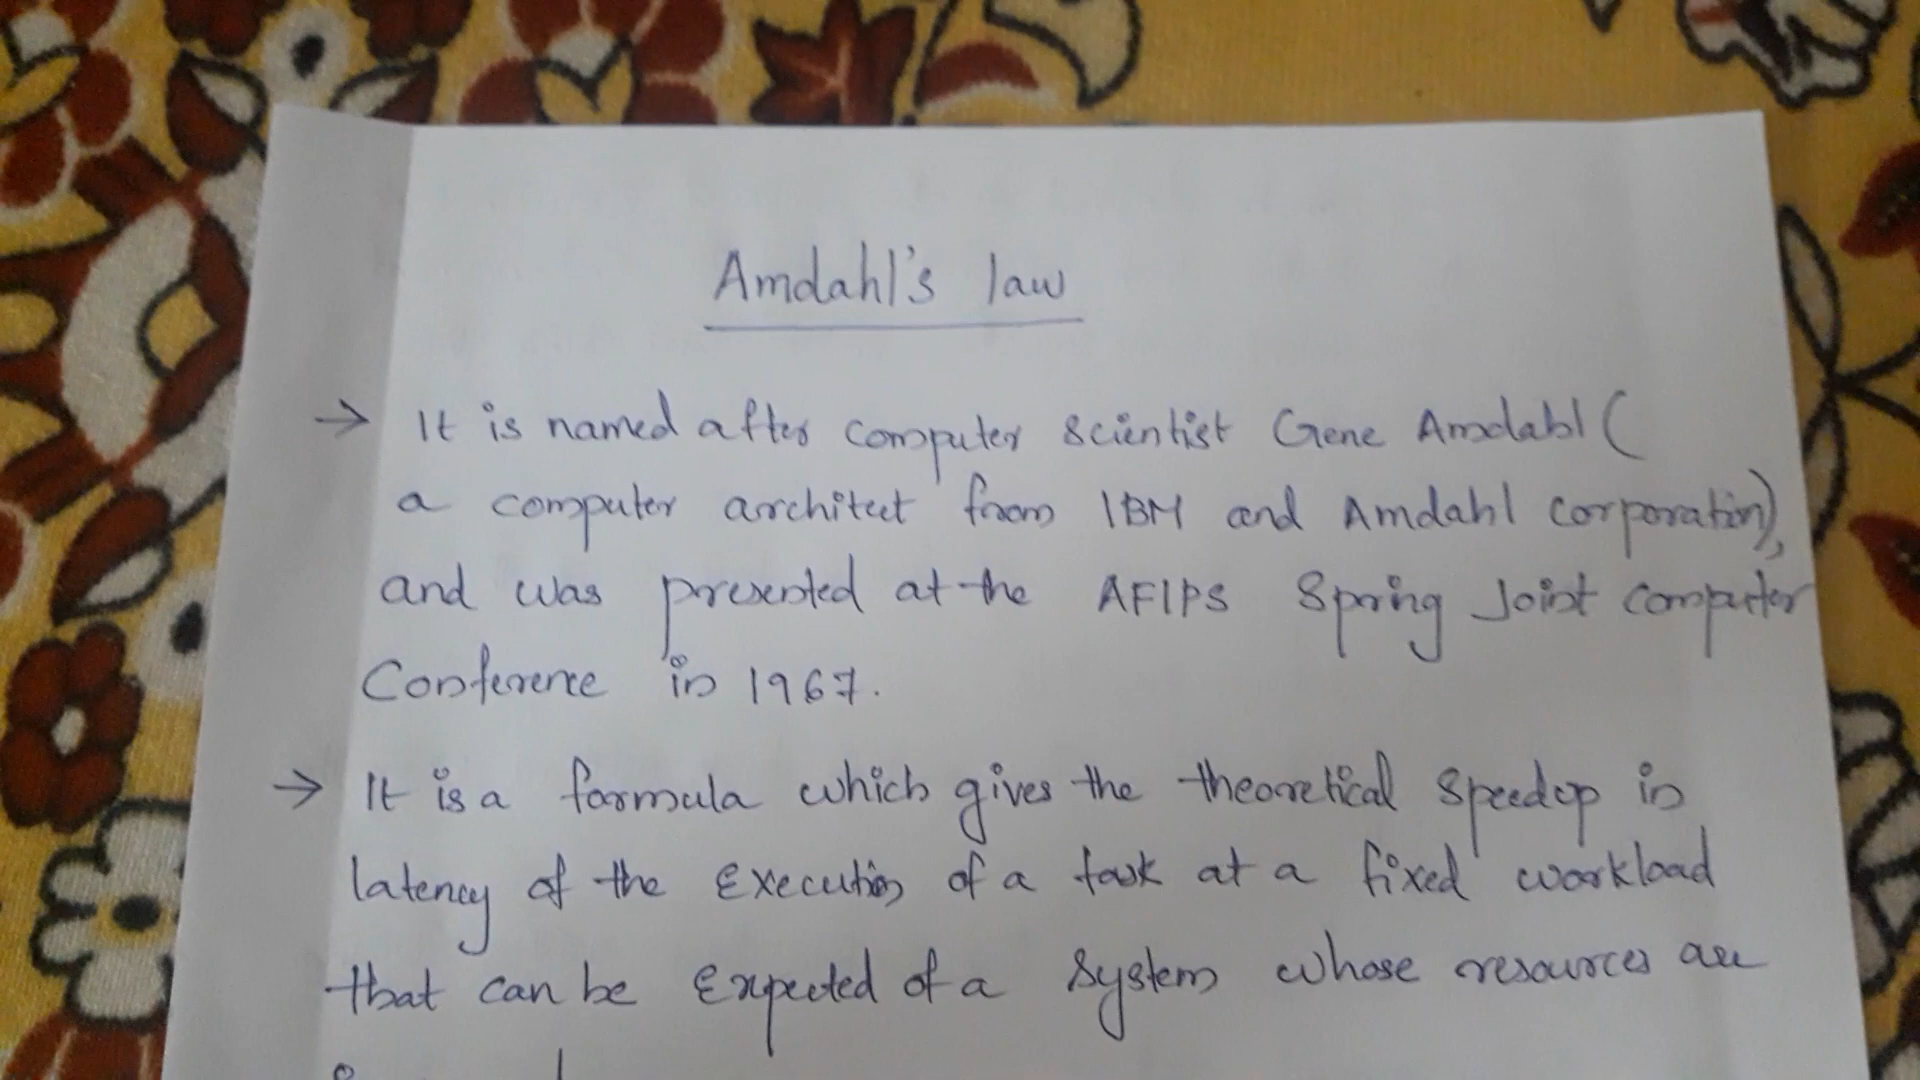 Amdahl's law
→ It is named after computer scientist Gene Amdahl (
a computer architect from IBM and Amdahl corporation),
and was presented at the AFIPS Spring Joint computer
Conference in 1967.
→ It is a formula which gives the theoretical speedup in
latency of the execution of a task at a fixed workload
that can be expected of a system whose resources are